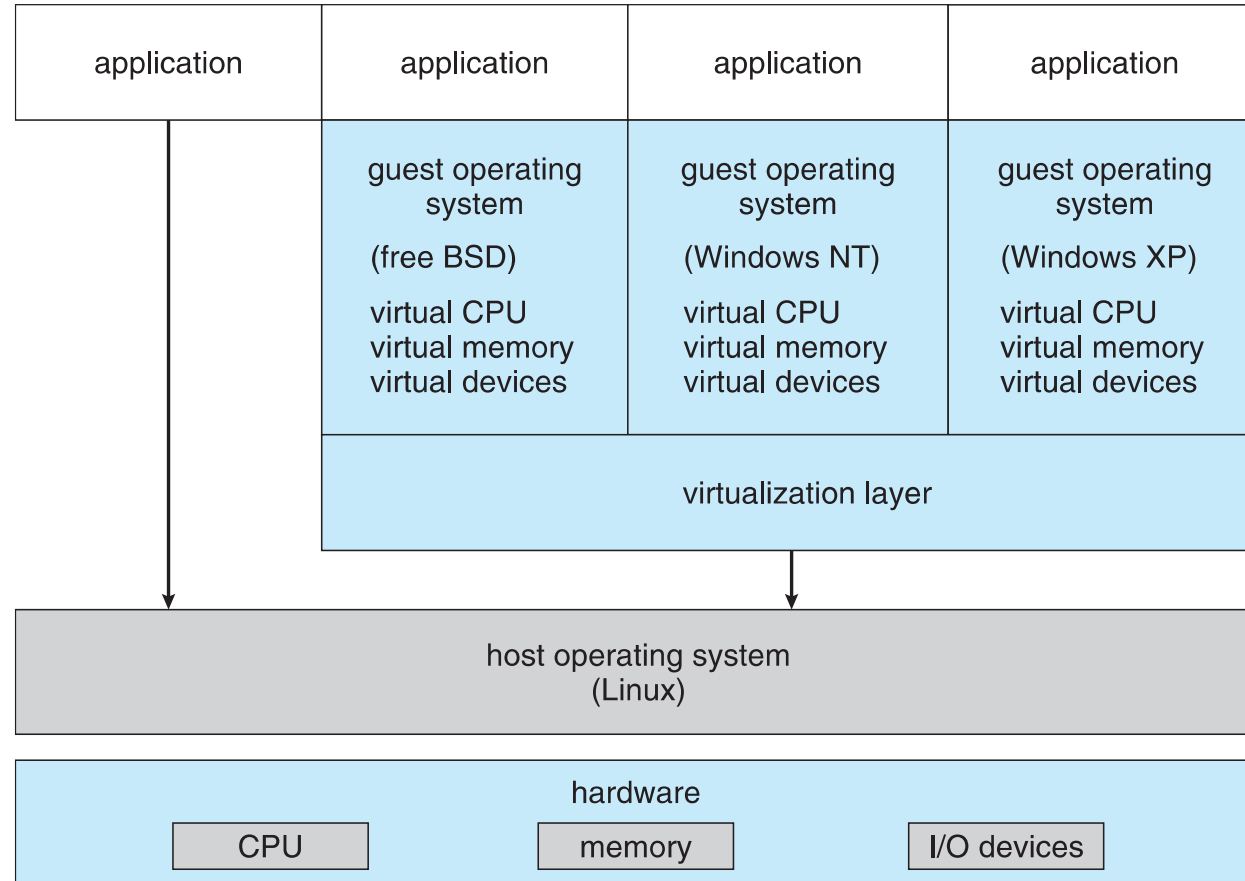 application
application
application
application
guest operating
system
(free BSD)
virtual CPU
virtual memory
virtual devices
guest operating
system
(Windows NT)
virtual CPU
virtual memory
virtual devices
guest operating
system
(Windows XP)
virtual CPU
virtual memory
virtual devices
virtualization layer
host operating system
(Linux)
hardware
CPU
memory
I/O devices